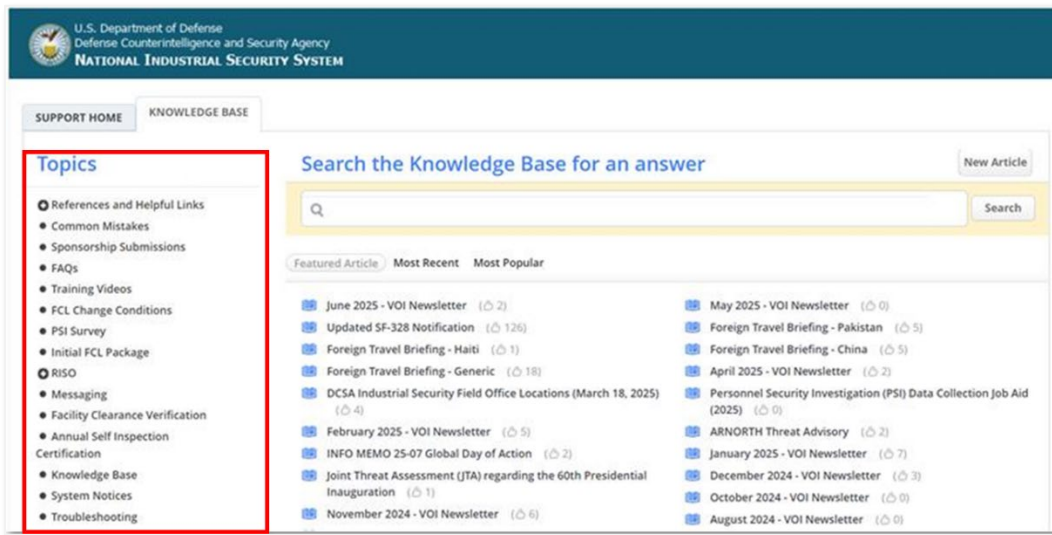 U.S. Department of Defense
Defense Counterintelligence and Security Agency
NATIONAL INDUSTRIAL SECURITY SYSTEM
SUPPORT HOME
KNOWLEDGE BASE
Topics
References and Helpful Links
Common Mistakes
Sponsorship Submissions
FAQs
Training Videos
FCL Change Conditions
PSI Survey
Initial FCL Package
RISO
Messaging
Facility Clearance Verification
Annual Self Inspection
Certification
Knowledge Base
System Notices
Troubleshooting
Search the Knowledge Base for an answer
New Article
Search
Featured Article Most Recent Most Popular
June 2025 - VOI Newsletter (2)
Updated SF-328 Notification (126)
Foreign Travel Briefing - Haiti (1)
Foreign Travel Briefing - Generic (18)
DCSA Industrial Security Field Office Locations (March 18, 2025)
(4)
February 2025 - VOI Newsletter (5)
INFO MEMO 25-07 Global Day of Action (2)
Joint Threat Assessment (JTA) regarding the 60th Presidential
Inauguration (1)
November 2024 - VOI Newsletter (6)
May 2025 - VOI Newsletter (0)
Foreign Travel Briefing - Pakistan (5)
Foreign Travel Briefing - China (5)
April 2025 - VOI Newsletter (2)
Personnel Security Investigation (PSI) Data Collection Job Aid
(2025) (0)
ARNORTH Threat Advisory (2)
January 2025 - VOI Newsletter (7)
December 2024 - VOI Newsletter (3)
October 2024 - VOI Newsletter (0)
August 2024 - VOI Newsletter (0)